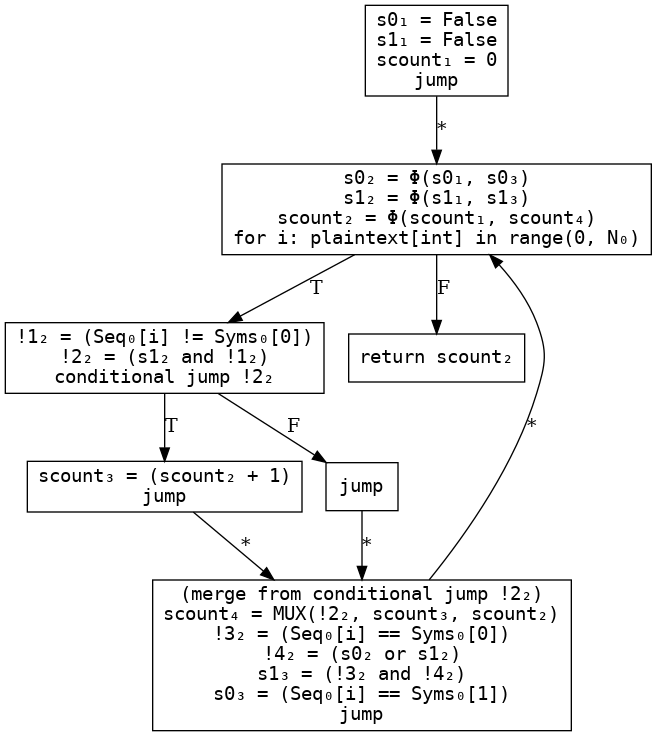 s0₁ = False
s1₁ = False
scount₁ = 0
jump
*
s0₂ = Φ(s0₁, s0₃)
s1₂ = Φ(s1₁, s1₃)
scount₂ = Φ(scount₁, scount₄)
for i: plaintext[int] in range(0, N₀)
T
F
!1₂ = (Seq₀[i] != Syms₀[0])
!2₂ = (s1₂ and !1₂)
conditional jump !2₂
return scount₂
T
F
*
scount₃ = (scount₂ + 1)
jump
jump
*
*
(merge from conditional jump !2₂)
scount₄ = MUX(!2₂, scount₃, scount₂)
!3₂ = (Seq₀[i] == Syms₀[0])
!4₂ = (s0₂ or s1₂)
s1₃ = (!3₂ and !4₂)
s0₃ = (Seq₀[i] == Syms₀[1])
jump